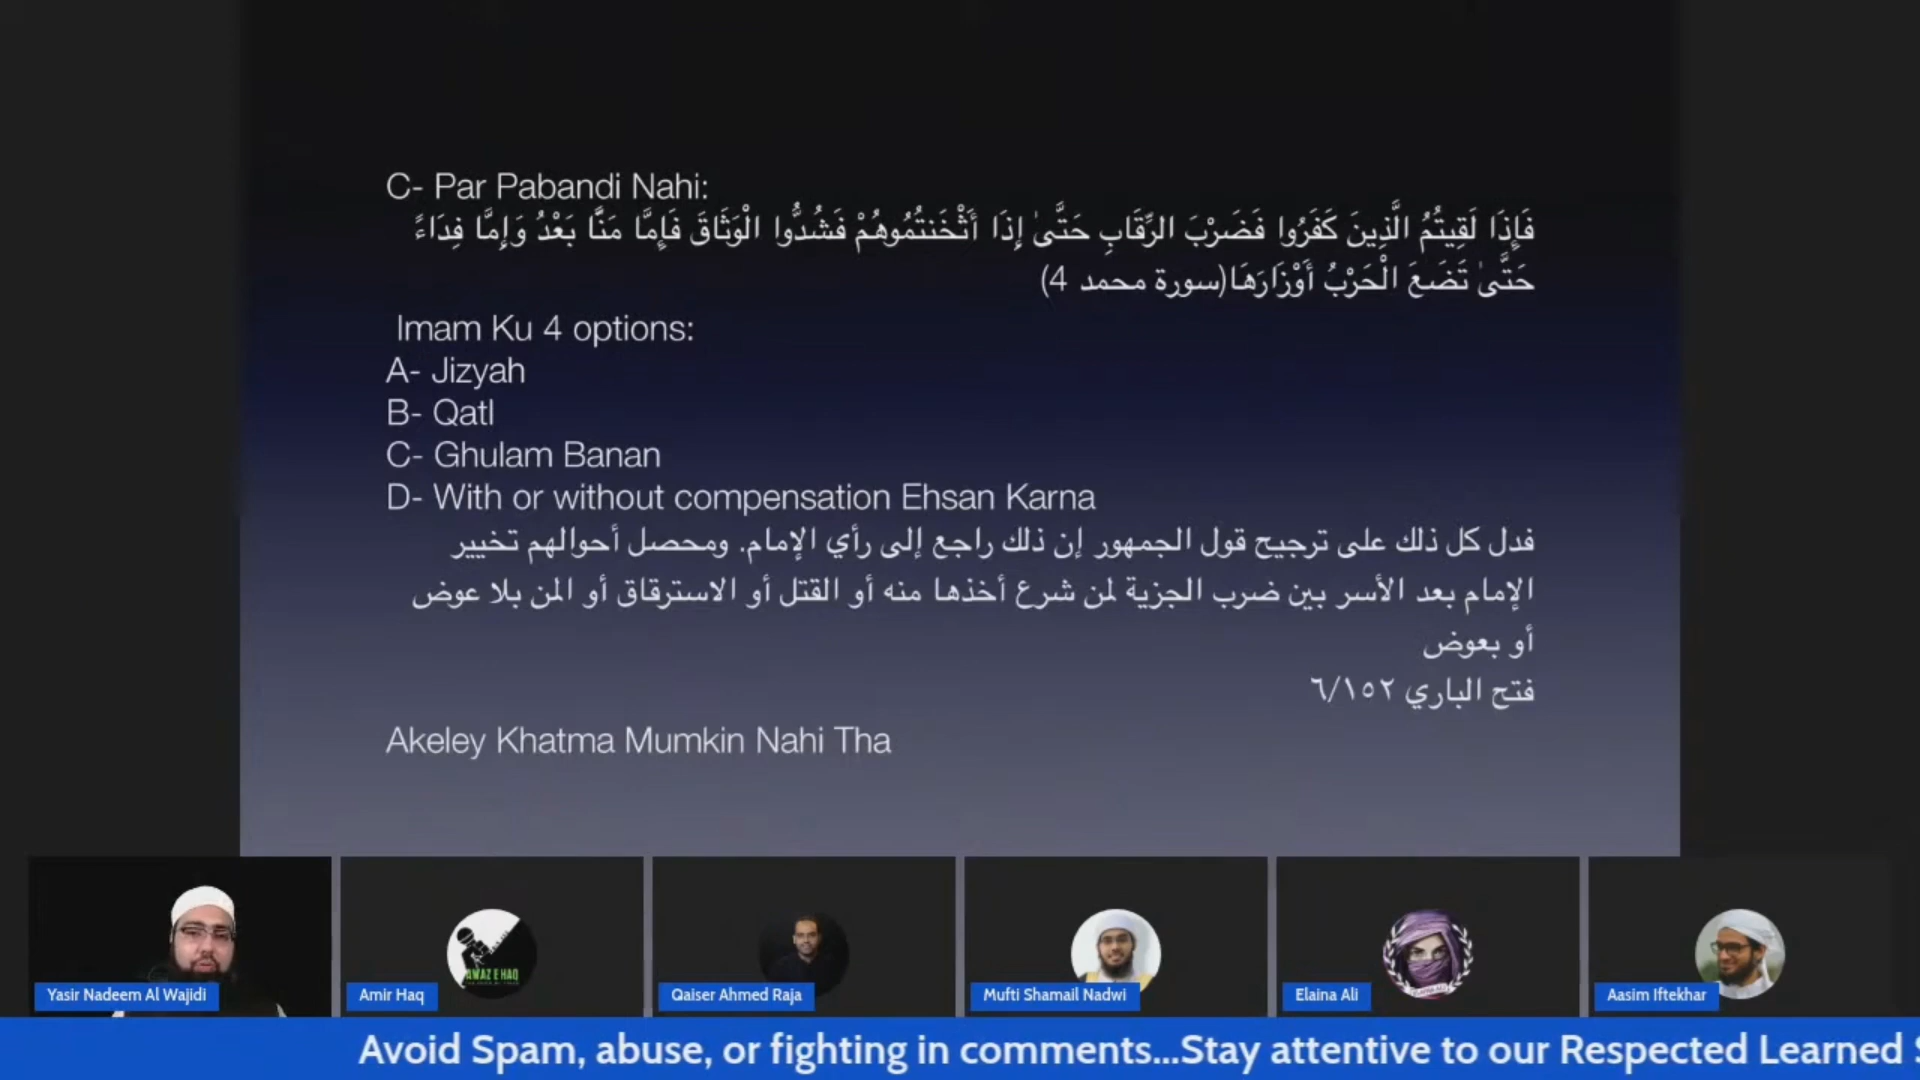 C- Par Pabandi Nahi:
فَإِذَا لَقِيتُمُ الَّذِينَ كَفَرُوا فَضَرْبَ الرِّقَابِ حَتَّىٰ إِذَا أَثْخَنتُمُوهُمْ فَشُدُّوا الْوَثَاقَ فَإِمَّا مَنًّا بَعْدُ وَإِمَّا فِدَاءً
حَتَّىٰ تَضَعَ الْحَرْبُ أَوْزَارَهَا(سورة محمد 4)
Imam Ku 4 options:
A- Jizyah
B- Qatl
C- Ghulam Banan
D- With or without compensation Ehsan Karna
فدل كل ذلك على ترجيح قول الجمهور إن ذلك راجع إلى رأي الإمام. ومحصل أحوالهم تخيير
الإمام بعد الأسر بين ضرب الجزية لمن شرع أخذها منه أو القتل أو الاسترقاق أو المن بلا عوض
أو بعوض
فتح الباري ٦/١٥٢
Akeley Khatma Mumkin Nahi Tha
AWAZ E HAQ
Yasir Nadeem Al Wajidi
Amir Haq
Qaiser Ahmed Raja
Mufti Shamail Nadwi
Elaina Ali
Aasim Iftekhar
Avoid Spam, abuse, or fighting in comments...Stay attentive to our Respected Learned